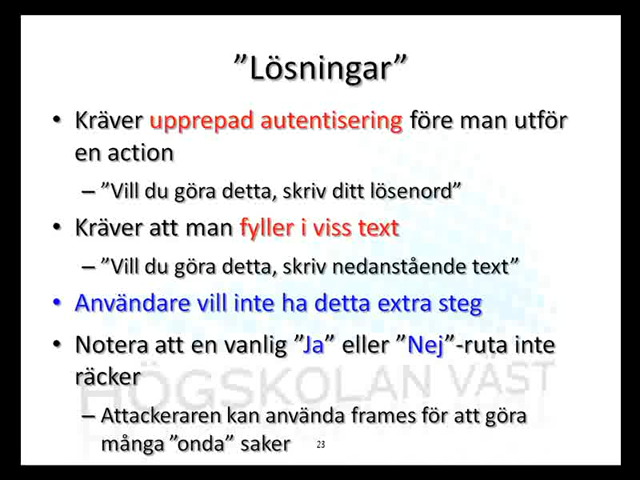 ”Lösningar”
• Kräver upprepad autentisering före man utför
en action
– ”Vill du göra detta, skriv ditt lösenord”
• Kräver att man fyller i viss text
– ”Vill du göra detta, skriv nedanstående text”
• Användare vill inte ha detta extra steg
• Notera att en vanlig ”Ja” eller ”Nej”-ruta inte
räcker
HÖGSKOLAN VÄST
– Attackeraren kan använda frames för att göra
många ”onda” saker
23